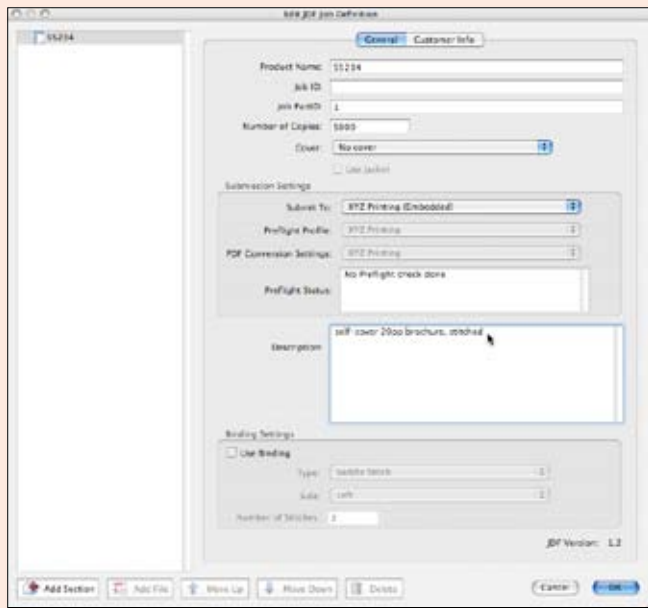 Edit JDF Job Definition
55234
General Customer Info
Product Name: 55234
Job ID:
Job PartID: 1
Number of Copies: 5000
Cover: No cover
Use Jacket
Submission Settings
Submit To: XYZ Printing (Embedded)
Preflight Profile: XYZ Printing
PDF Conversion Settings: XYZ Printing
Preflight Status: No Preflight check done
Description: self cover 20pp brochure, stitched
Binding Settings
Use Binding
Type: Saddle Stitch
Side: Left
Number of Stitches:
JDF Version: 1.2
Add Section Add File Move Up Move Down Delete Cancel OK